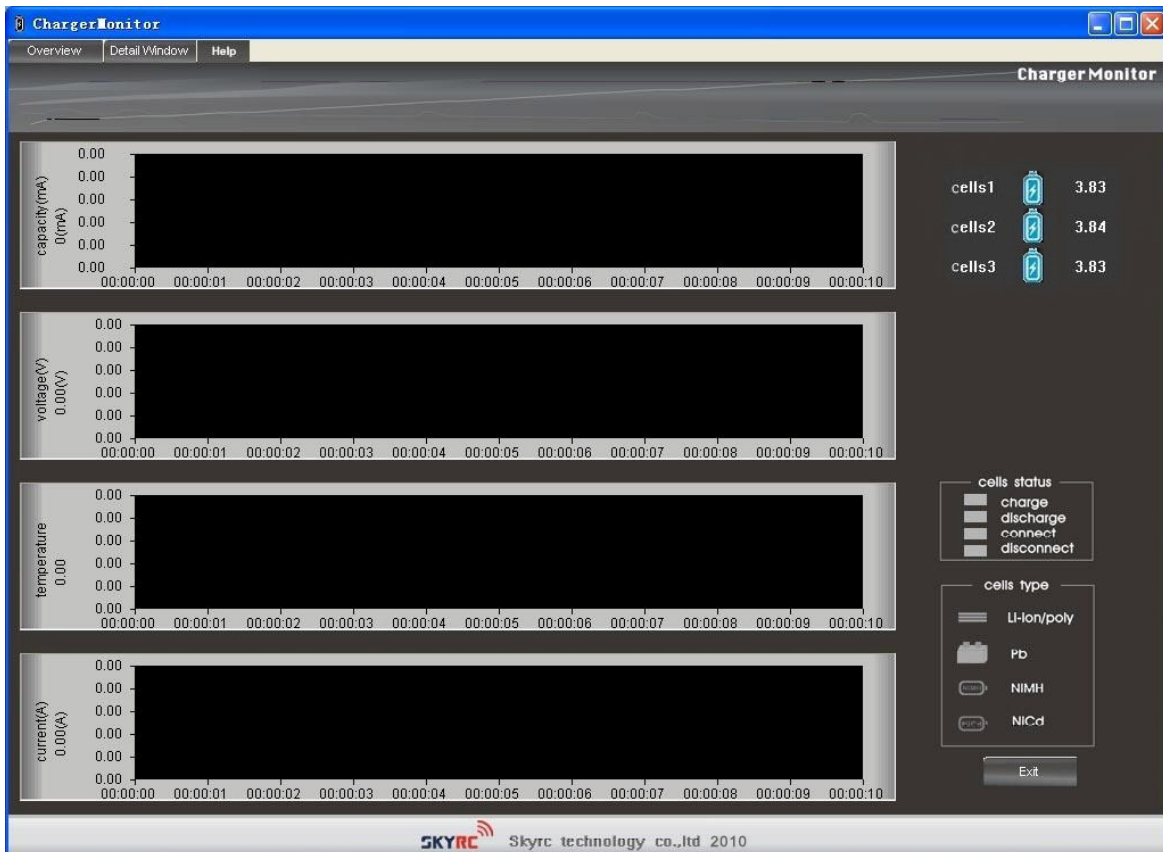 ChargerMonitor
Overview Detail Window Help
ChargerMonitor
capacity(mA)
0(mA)
0.00
0.00
0.00
0.00
0.00
0.00
00:00:00 00:00:01 00:00:02 00:00:03 00:00:04 00:00:05 00:00:06 00:00:07 00:00:08 00:00:09 00:00:10
cells1 3.83
cells2 3.84
cells3 3.83
voltage(V)
0.00(V)
0.00
0.00
0.00
0.00
0.00
0.00
00:00:00 00:00:01 00:00:02 00:00:03 00:00:04 00:00:05 00:00:06 00:00:07 00:00:08 00:00:09 00:00:10
temperature
0.00
0.00
0.00
0.00
0.00
0.00
0.00
00:00:00 00:00:01 00:00:02 00:00:03 00:00:04 00:00:05 00:00:06 00:00:07 00:00:08 00:00:09 00:00:10
cells status
charge
discharge
connect
disconnect
cells type
LI-Ion/poly
Pb
NIMH
NICd
current(A)
0.00(A)
0.00
0.00
0.00
0.00
0.00
0.00
00:00:00 00:00:01 00:00:02 00:00:03 00:00:04 00:00:05 00:00:06 00:00:07 00:00:08 00:00:09 00:00:10
Exit
SKYRC Skyrc technology co.,ltd 2010